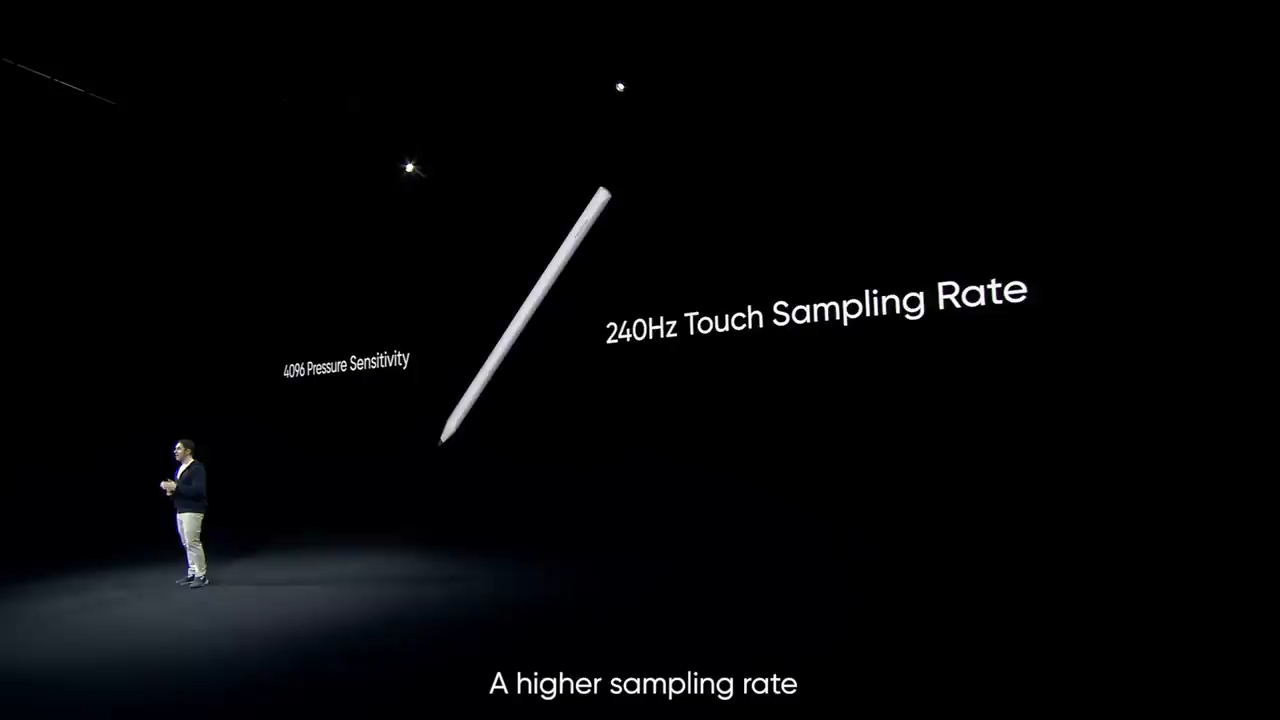 240Hz Touch Sampling Rate
4096 Pressure Sensitivity
A higher sampling rate